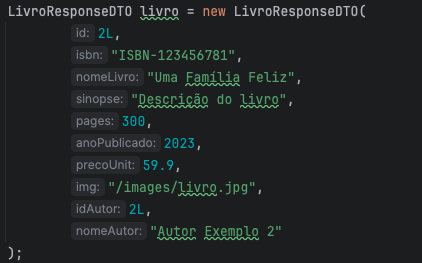 LivroResponseDTO livro = new LivroResponseDTO(
id: 2L,
isbn: "ISBN-123456781",
nomeLivro: "Uma Família Feliz",
sinopse: "Descrição do livro",
pages: 300,
anoPublicado: 2023,
precoUnit: 59.9,
img: "/images/livro.jpg",
idAutor: 2L,
nomeAutor: "Autor Exemplo 2"
);